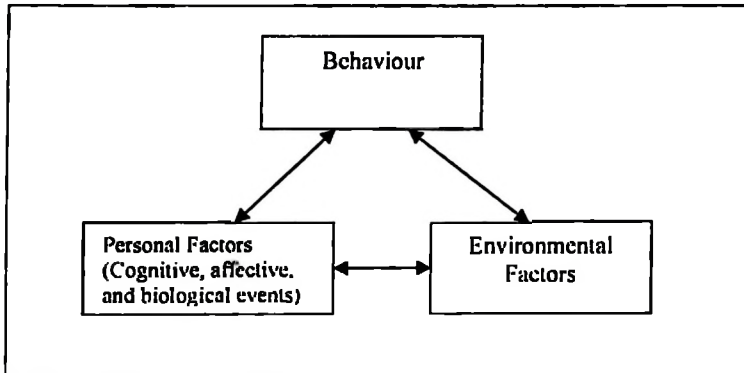 Behaviour
Personal Factors
(Cognitive, affective,
and biological events)
Environmental
Factors